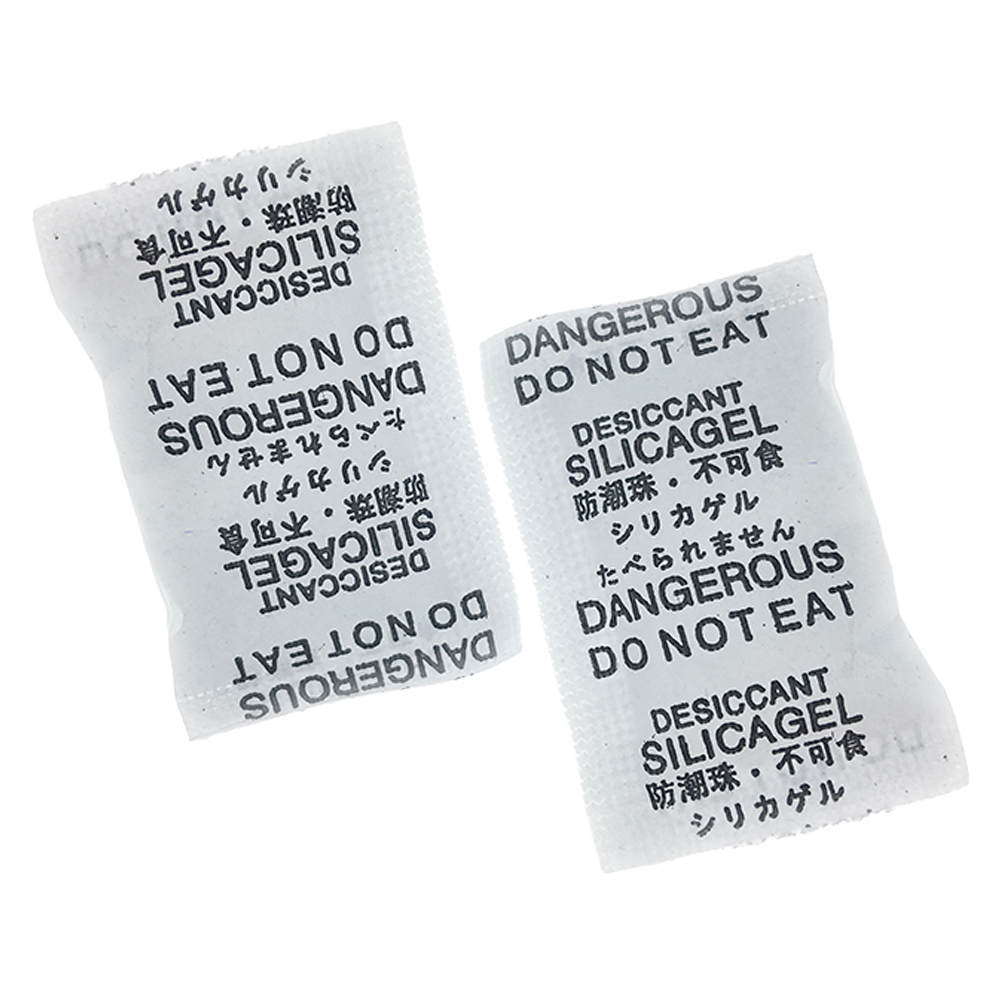 シリカゲル
防潮珠・不可食
SILICAGEL
DESICCANT
DO NOT EAT
DANGEROUS
たべられません
シリカゲル
防潮珠・不可食
SILICAGEL
DESICCANT
DO NOT EAT
DANGEROUS
DANGEROUS
DO NOT EAT
DESICCANT
SILICAGEL
防潮珠・不可食
シリカゲル
たべられません
DANGEROUS
DO NOT EAT
DESICCANT
SILICAGEL
防潮珠・不可食
シリカゲル